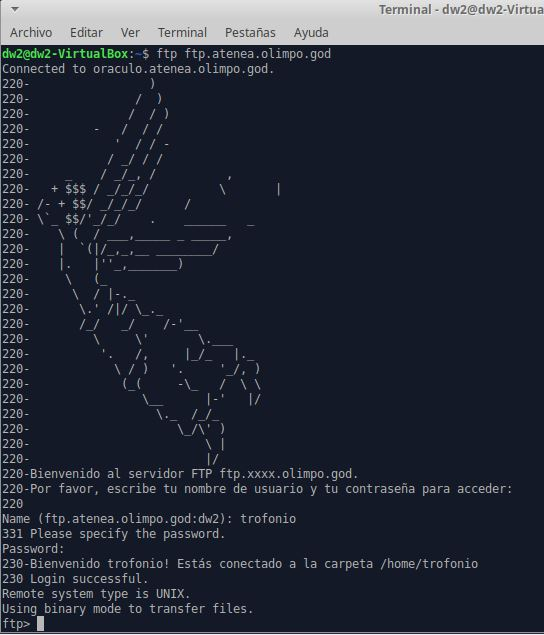 Terminal - dw2@dw2-Virtua
Archivo Editar Ver Terminal Pestañas Ayuda
dw2@dw2-VirtualBox:~$ ftp ftp.atenea.olimpo.god
Connected to oraculo.atenea.olimpo.god.
220-                 )
220-               /  )
220-              /  / )
220-         -   /  / /
220-            '  / / -
220-           / _/ / /
220-     _    / _/_, /          ,
220-   + $$$ / _/_/_/          \       |
220- /- + $$/ _/_/_/      /
220- \`_ $$/'_/_/    .    ______   _
220-    \ (  / ___,_____ _ _____,
220-    |  `(|/_,_,__ ________/
220-    |.   |''_,_______)
220-     \   (_
220-      \  / |-._
220-       \.' /|/ \_._
220-       /_/   _/    /-'__
220-         \     \'       \.___
220-          '.   /,     |_/_   |._
220-            \ / )   '.     '_/, )
220-             (_(     -\_   /  \ \
220-                \__      |-'   |/
220-                  \._  /_/_
220-                     \_/\' )
220-                         \ |
220-                         |/
220-Bienvenido al servidor FTP ftp.xxxx.olimpo.god.
220-Por favor, escribe tu nombre de usuario y tu contraseña para acceder:
220
Name (ftp.atenea.olimpo.god:dw2): trofonio
331 Please specify the password.
Password:
230-Bienvenido trofonio! Estás conectado a la carpeta /home/trofonio
230 Login successful.
Remote system type is UNIX.
Using binary mode to transfer files.
ftp>